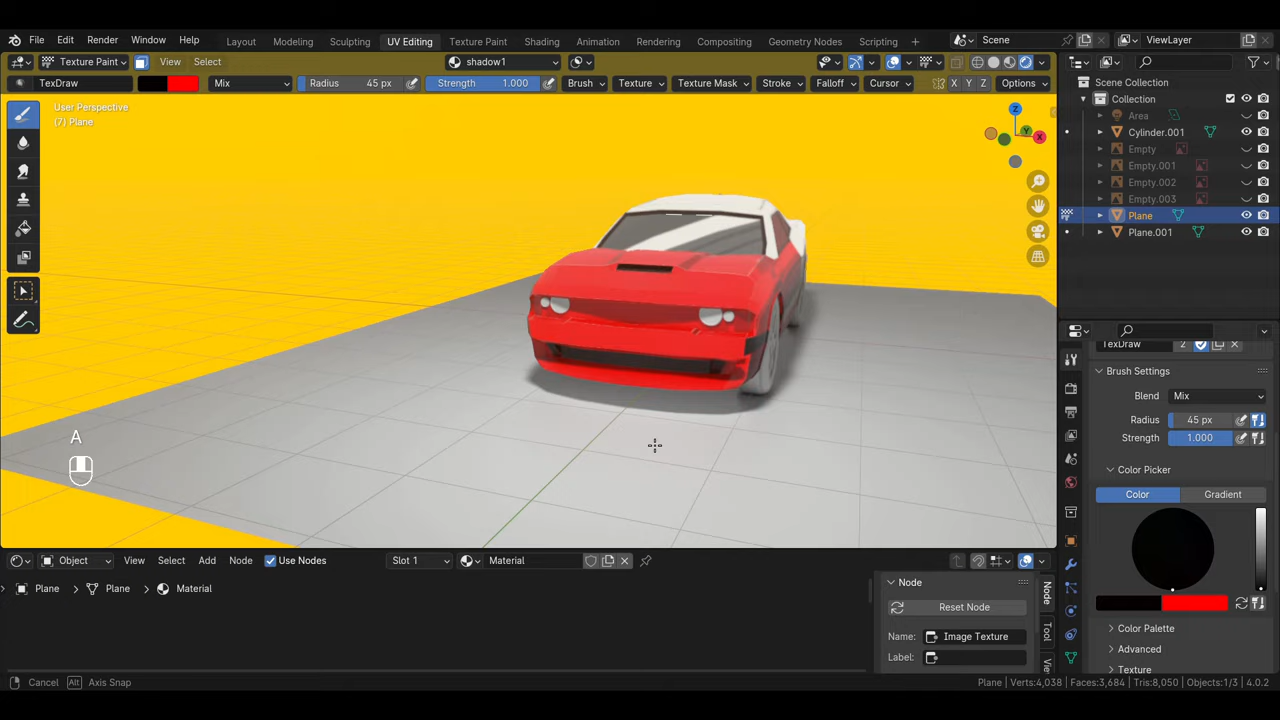 File Edit Render Window Help Layout Modeling Sculpting UV Editing Texture Paint Shading Animation Rendering Compositing Geometry Nodes Scripting Scene ViewLayer
Texture Paint View Select shadow1
TexDraw Mix Radius 45 px Strength 1.000 Brush Texture Texture Mask Stroke Falloff Cursor X Y Z Options
User Perspective
(7) Plane
Z
Y
X
Scene Collection
Collection
Area
Cylinder.001
Empty
Empty.001
Empty.002
Empty.003
Plane
Plane.001
TexDraw 2
Brush Settings
Blend Mix
Radius 45 px
Strength 1.000
Color Picker
Color Gradient
Color Palette
Advanced
Texture
A
Object View Select Add Node Use Nodes Slot 1 Material
Plane Plane Material
Node
Reset Node
Name: Image Texture
Label:
Node
Tool
Cancel Alt Axis Snap
Plane | Verts:4,038 | Faces:3,684 | Tris:8,050 | Objects:1/3 | 4.0.2